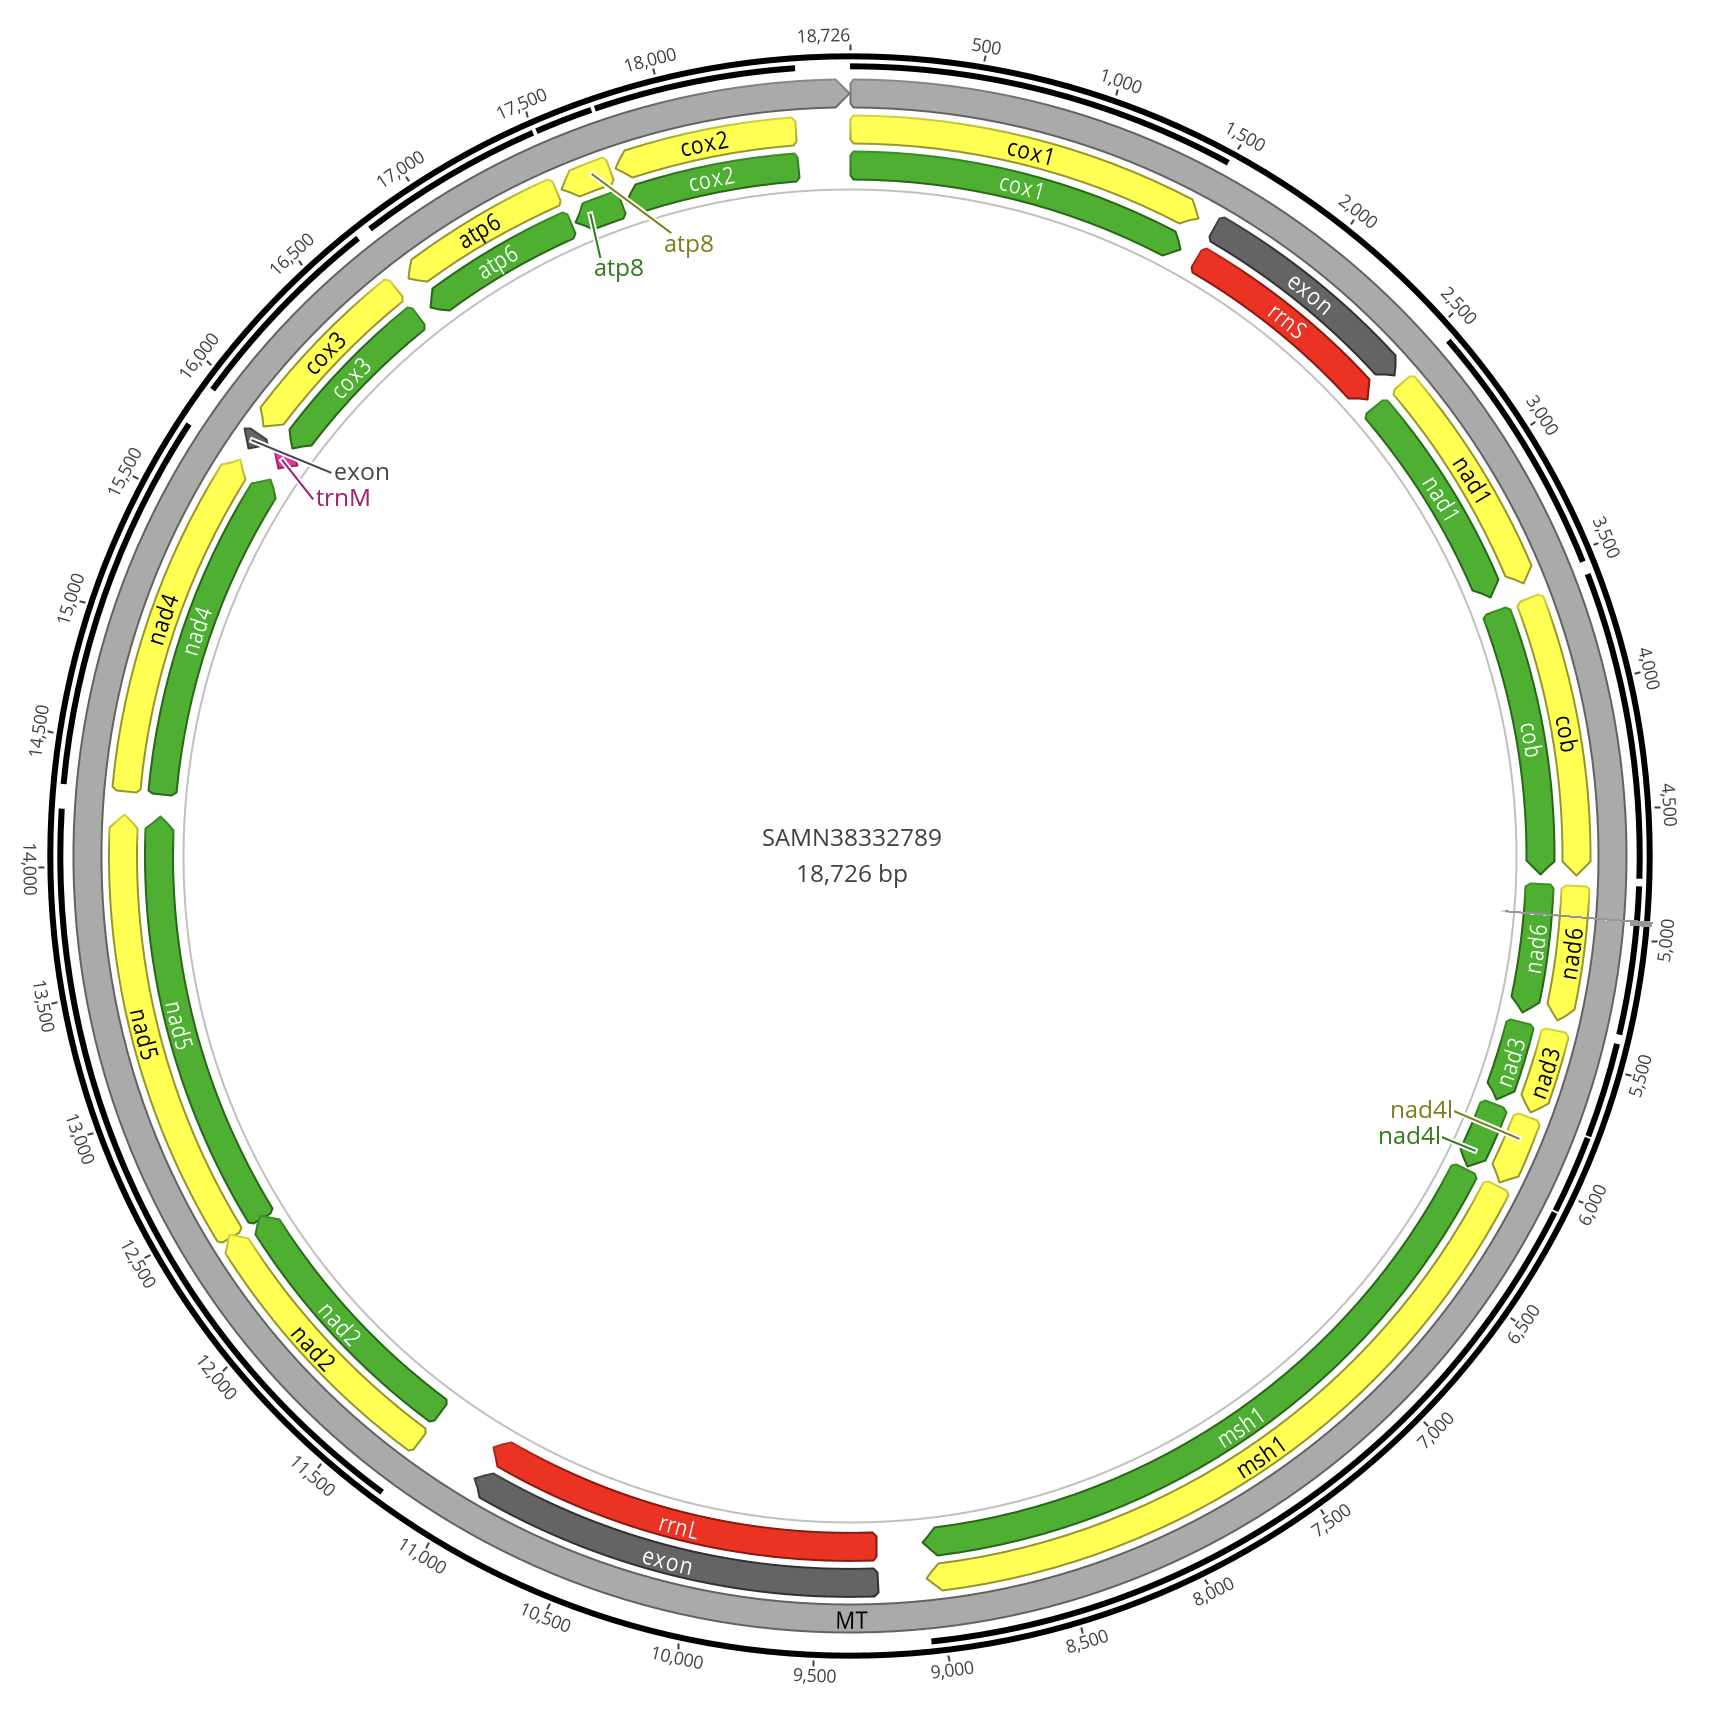 18,726
500
1,000
1,500
2,000
2,500
3,000
3,500
4,000
4,500
5,000
5,500
6,000
6,500
7,000
7,500
8,000
8,500
9,000
9,500
10,000
10,500
11,000
11,500
12,000
12,500
13,000
13,500
14,000
14,500
15,000
15,500
16,000
16,500
17,000
17,500
18,000
cox1
cox1
exon
rrnS
nad1
nad1
cob
cob
nad6
nad6
nad3
nad3
nad4l
nad4l
msh1
msh1
MT
rrnL
exon
nad2
nad2
nad5
nad5
nad4
nad4
exon
trnM
cox3
cox3
atp6
atp6
atp8
atp8
cox2
cox2
SAMN38332789
18,726 bp